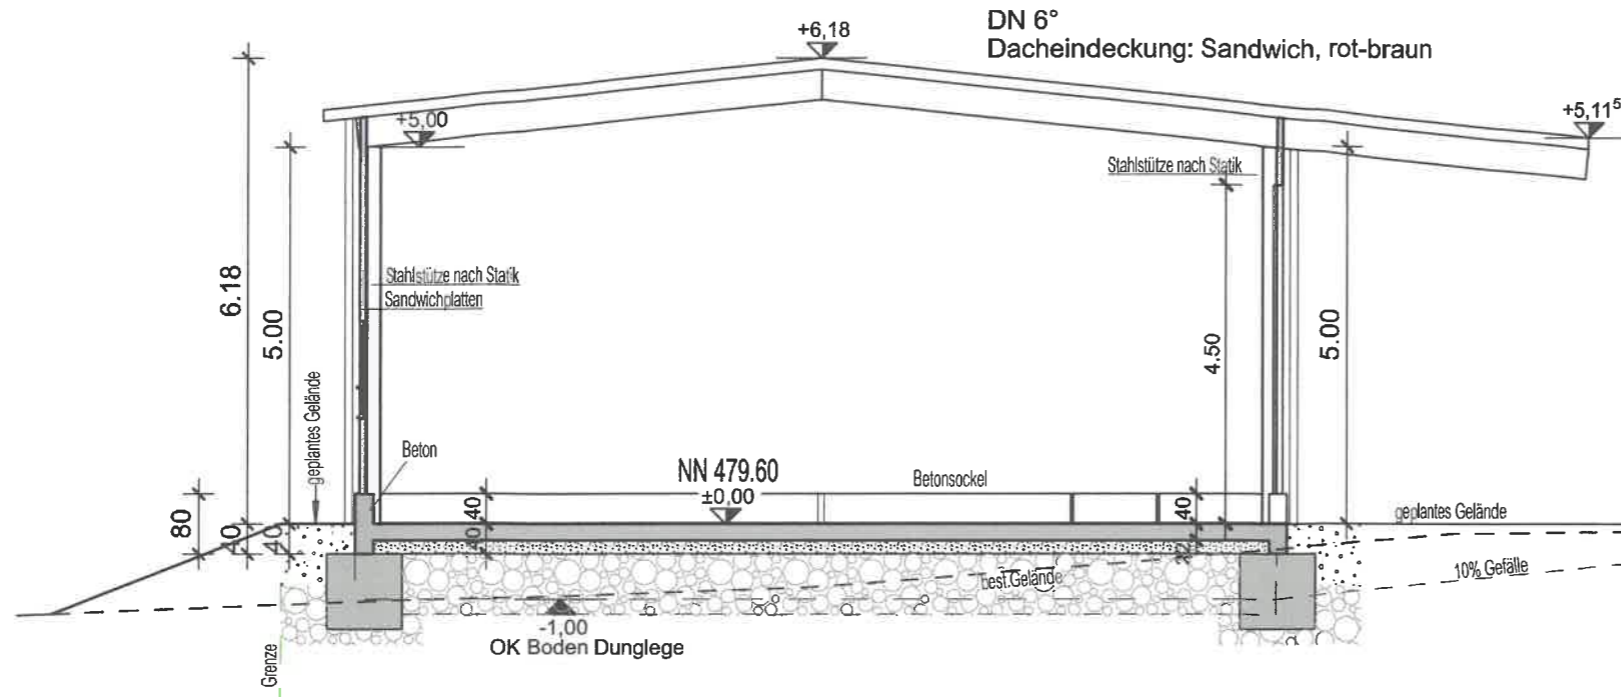 DN 6°
Dacheindeckung: Sandwich, rot-braun
+6,18
+5,11⁵
+5,00
Stahlstütze nach Statik
6.18
5.00
Stahlstütze nach Statik
Sandwichplatten
4.50
5.00
geplantes Gelände
Beton
NN 479.60
±0,00
Betonsockel
80
40
40
40
40
40
geplantes Gelände
best.Gelände
10% Gefälle
-1,00
OK Boden Dunglege
Grenze